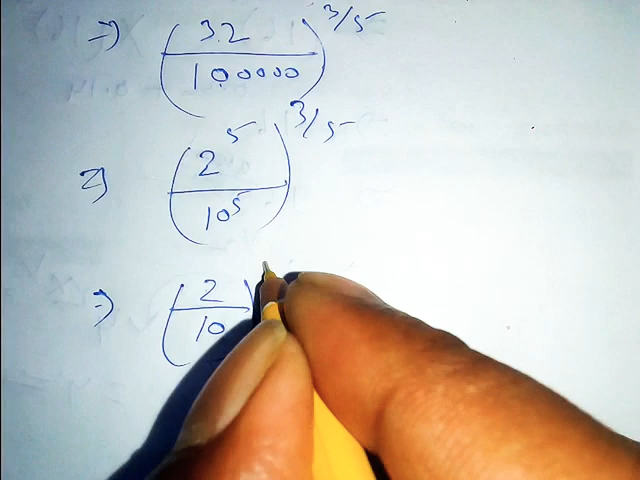 ⇒ (32/100000)^3/5
⇒ (2^5/10^5)^3/5
⇒ (2/10)